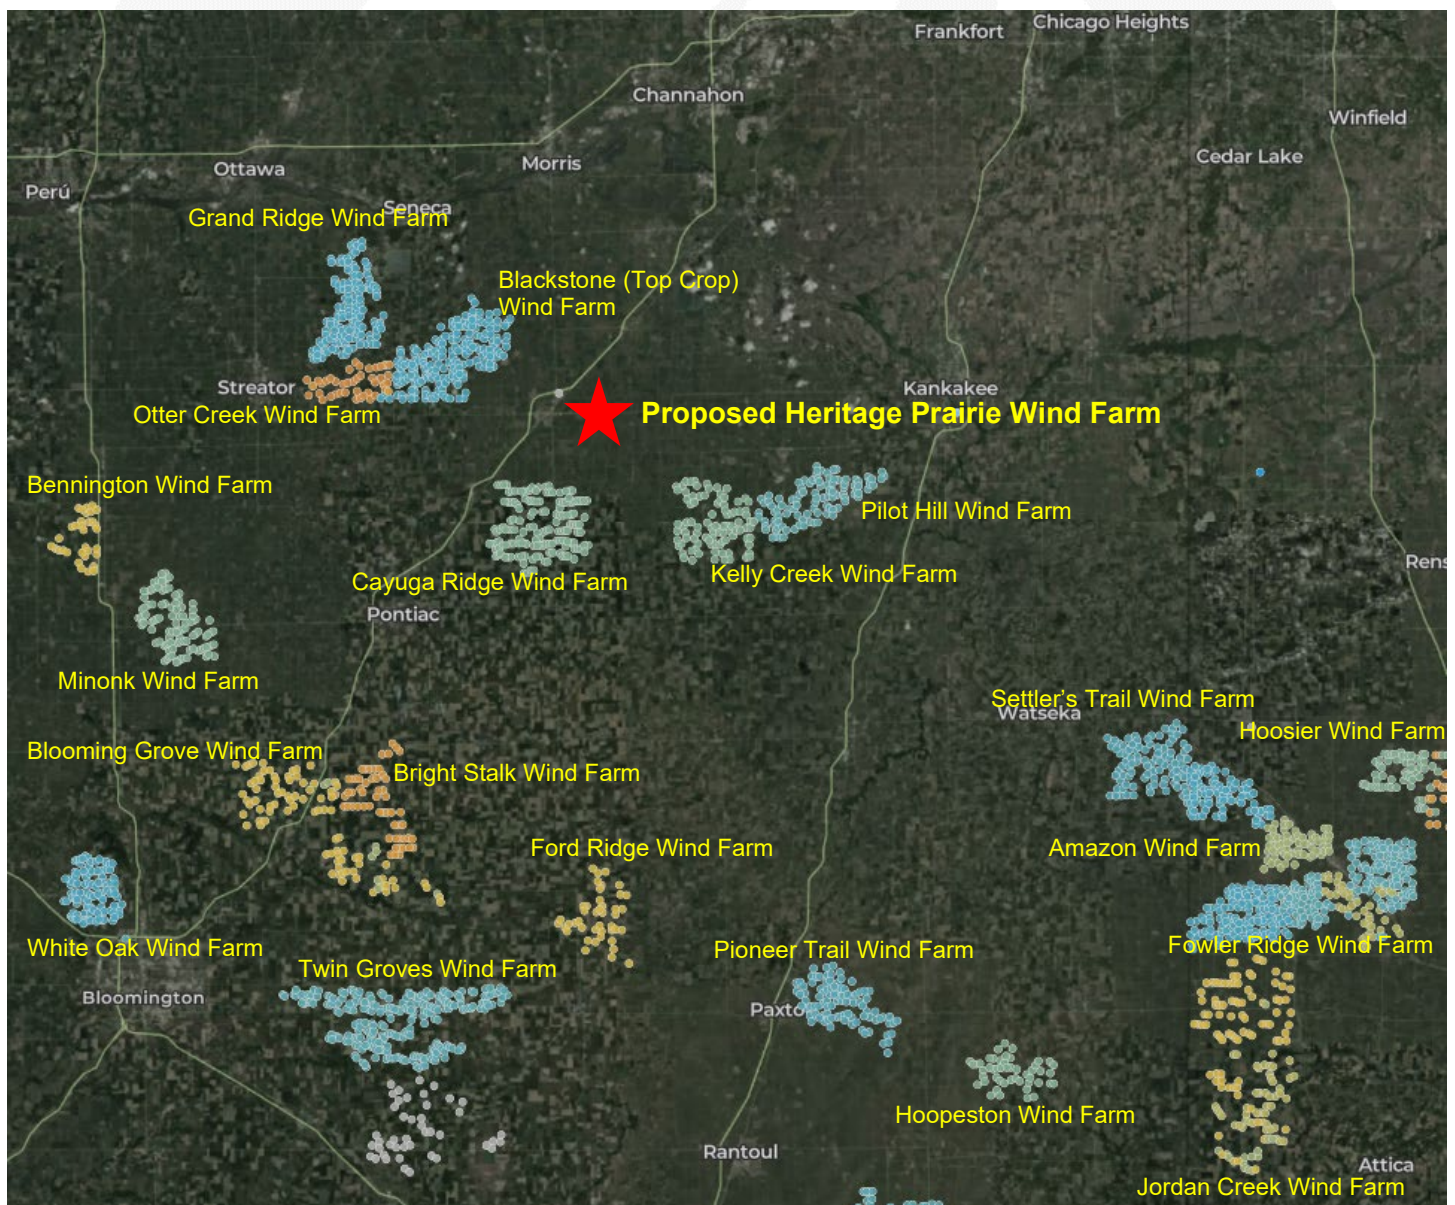 Chicago Heights
Frankfort
Channahon
Winfield
Cedar Lake
Morris
Ottawa
Perú
Seneca
Grand Ridge Wind Farm
Blackstone (Top Crop)
Wind Farm
Streator
Kankakee
Otter Creek Wind Farm
Proposed Heritage Prairie Wind Farm
Bennington Wind Farm
Pilot Hill Wind Farm
Rens
Cayuga Ridge Wind Farm
Kelly Creek Wind Farm
Pontiac
Minonk Wind Farm
Settler's Trail Wind Farm
Watseka
Hoosier Wind Farm
Blooming Grove Wind Farm
Bright Stalk Wind Farm
Ford Ridge Wind Farm
Amazon Wind Farm
White Oak Wind Farm
Pioneer Trail Wind Farm
Fowler Ridge Wind Farm
Twin Groves Wind Farm
Bloomington
Paxto
Hoopeston Wind Farm
Rantoul
Attica
Jordan Creek Wind Farm